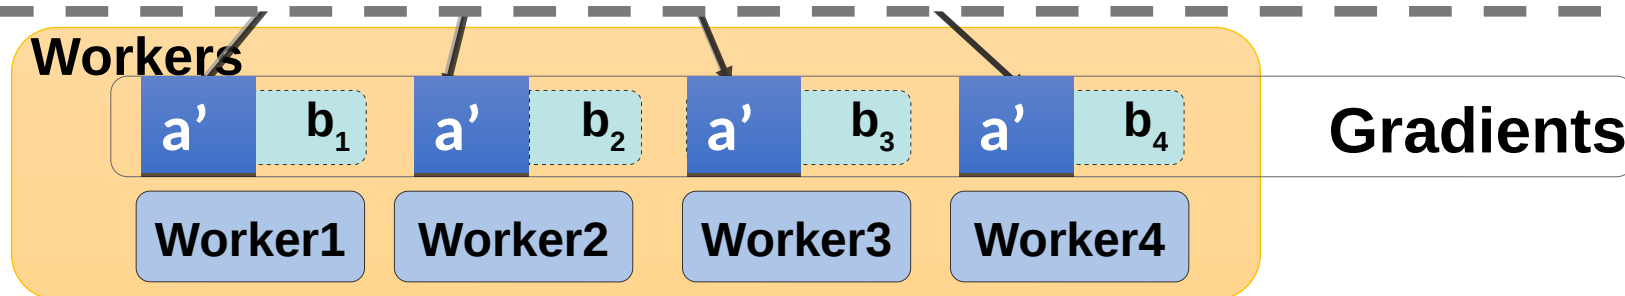 Workers
a’ b1 a’ b2 a’ b3 a’ b4 Gradients
Worker1 Worker2 Worker3 Worker4